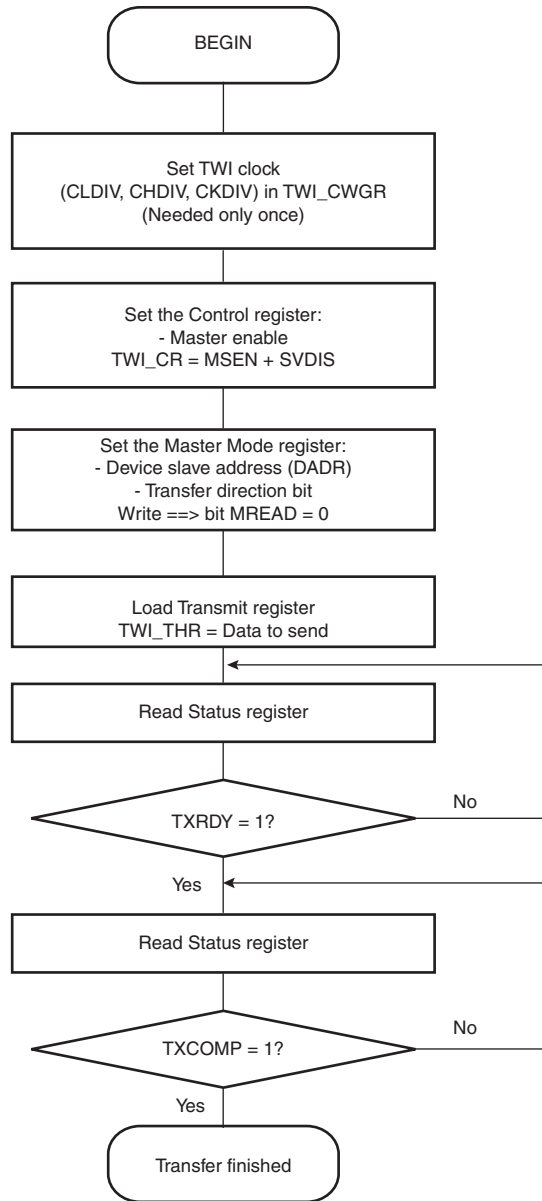 BEGIN
Set TWI clock
(CLDIV, CHDIV, CKDIV) in TWI_CWGR
(Needed only once)
Set the Control register:
- Master enable
TWI_CR = MSEN + SVDIS
Set the Master Mode register:
- Device slave address (DADR)
- Transfer direction bit
Write ==> bit MREAD = 0
Load Transmit register
TWI_THR = Data to send
Read Status register
TXRDY = 1?
No
Yes
Read Status register
TXCOMP = 1?
No
Yes
Transfer finished